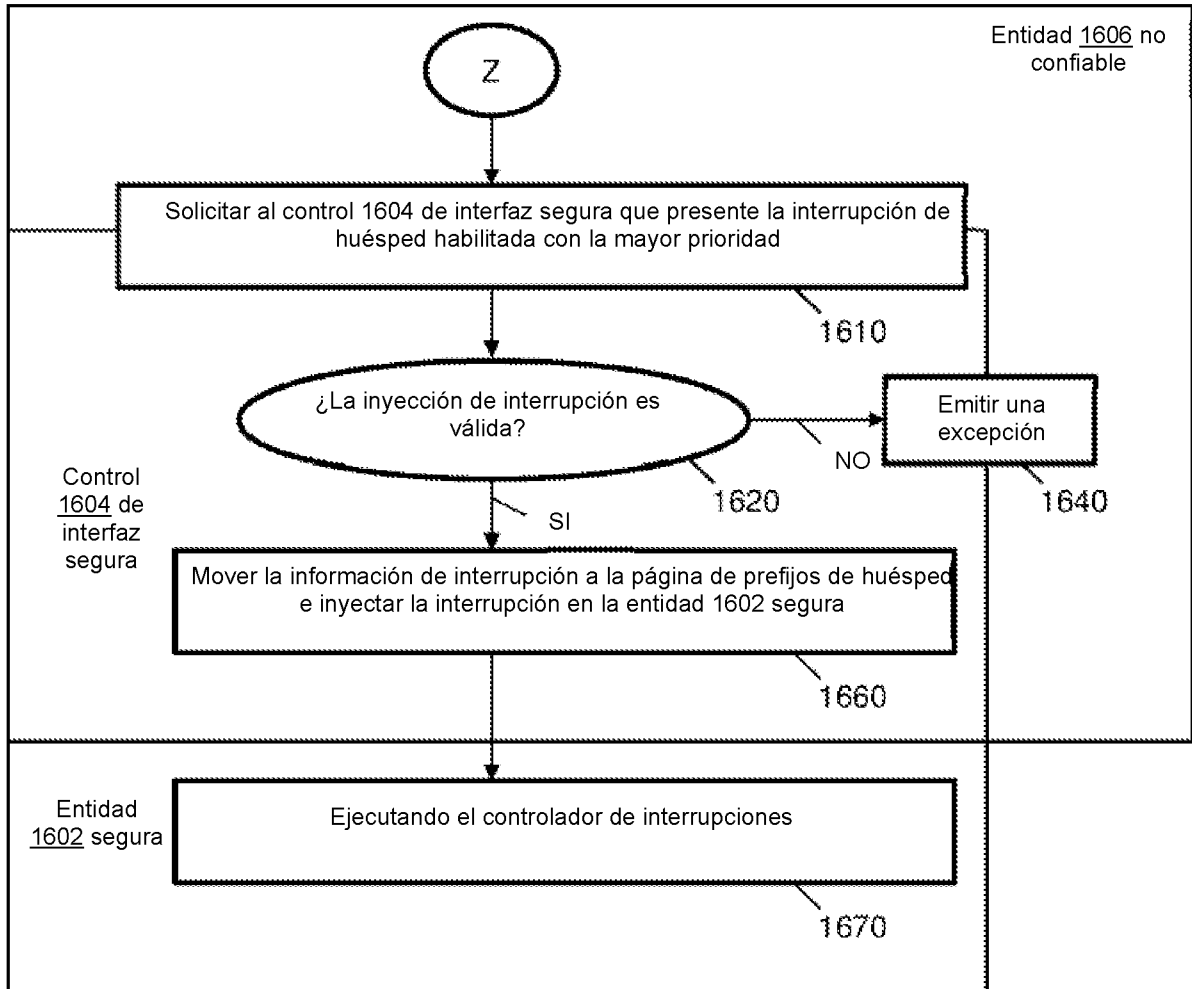 Entidad 1606 no
confiable
Z
Solicitar al control 1604 de interfaz segura que presente la interrupción de
huésped habilitada con la mayor prioridad
1610
¿La inyección de interrupción es
válida?
1620
NO
Emitir una
excepción
1640
SI
Control
1604 de
interfaz
segura
Mover la información de interrupción a la página de prefijos de huésped
e inyectar la interrupción en la entidad 1602 segura
1660
Entidad
1602 segura
Ejecutando el controlador de interrupciones
1670